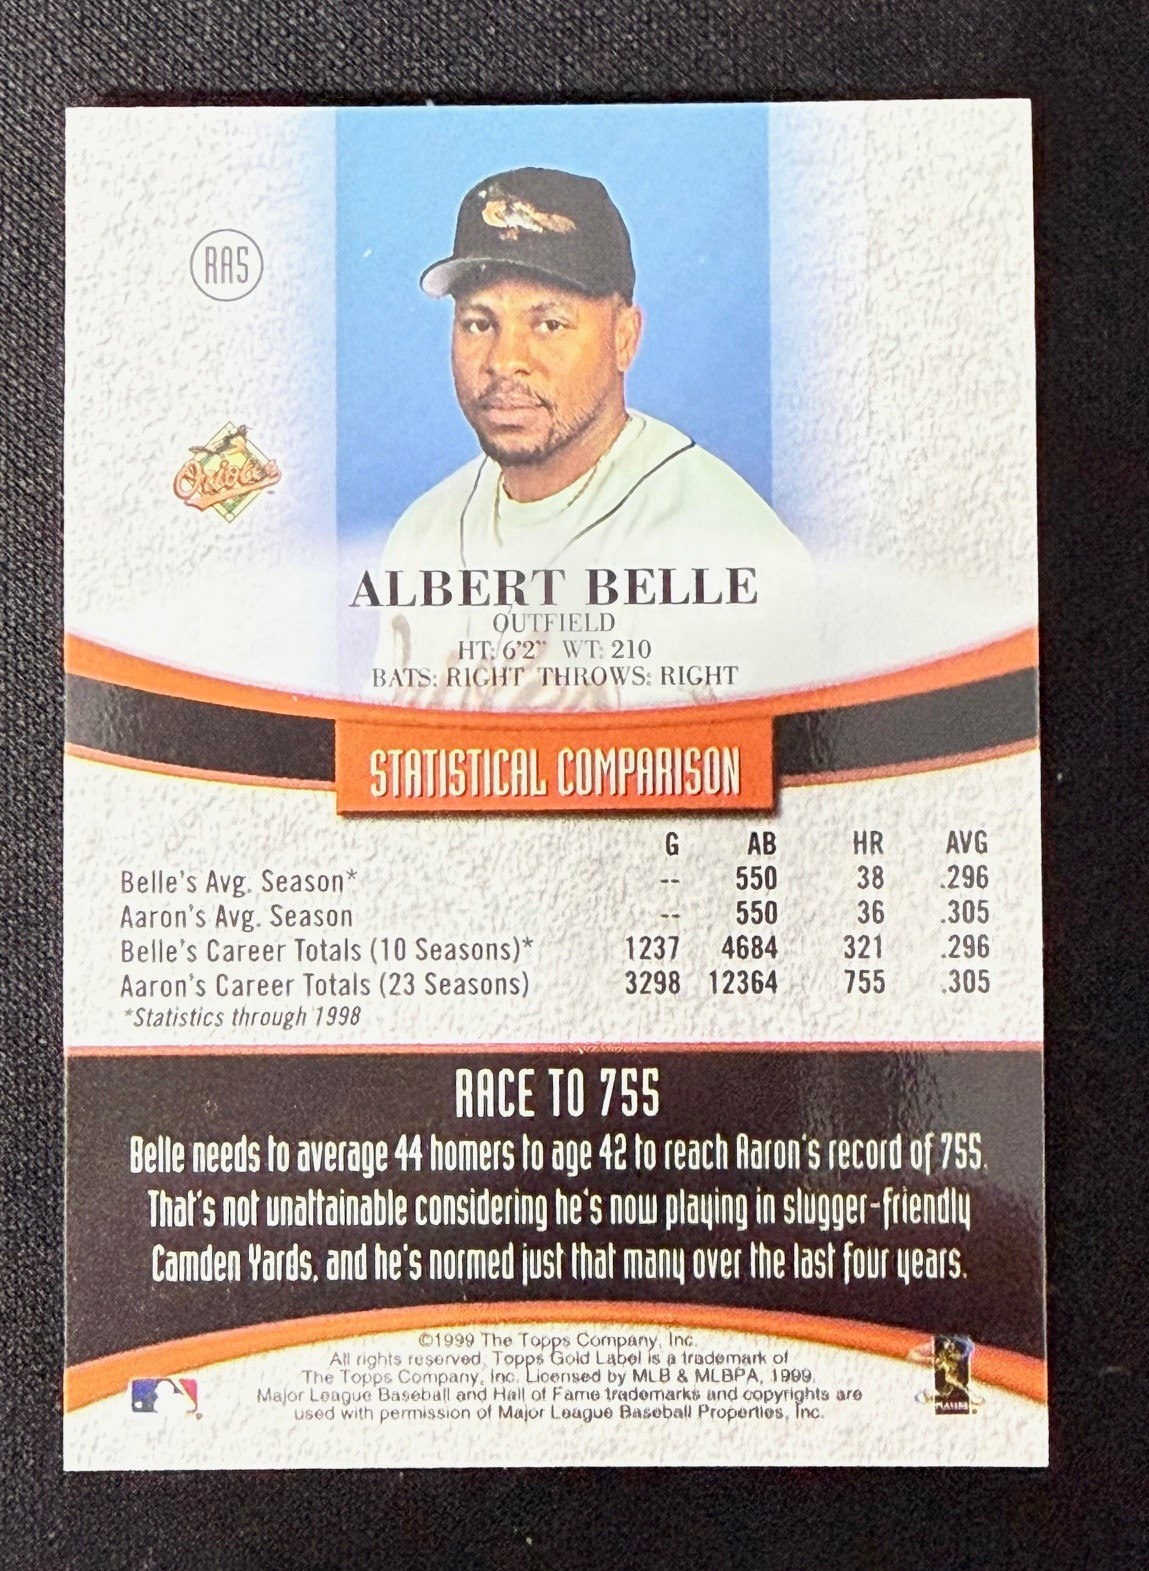 RA5
Orioles
ALBERT BELLE
OUTFIELD
HT: 6'2" WT: 210
BATS: RIGHT THROWS: RIGHT
STATISTICAL COMPARISON
G AB HR AVG
Belle's Avg. Season* -- 550 38 .296
Aaron's Avg. Season -- 550 36 .305
Belle's Career Totals (10 Seasons)* 1237 4684 321 .296
Aaron's Career Totals (23 Seasons) 3298 12364 755 .305
*Statistics through 1998
RACE TO 755
Belle needs to average 44 homers to age 42 to reach Aaron's record of 755.
That's not unattainable considering he's now playing in slugger-friendly
Camden Yards, and he's normed just that many over the last four years.
©1999 The Topps Company, Inc.
All rights reserved. Topps Gold Label is a trademark of
The Topps Company, Inc. Licensed by MLB & MLBPA, 1999.
Major League Baseball and Hall of Fame trademarks and copyrights are
used with permission of Major League Baseball Properties, Inc.